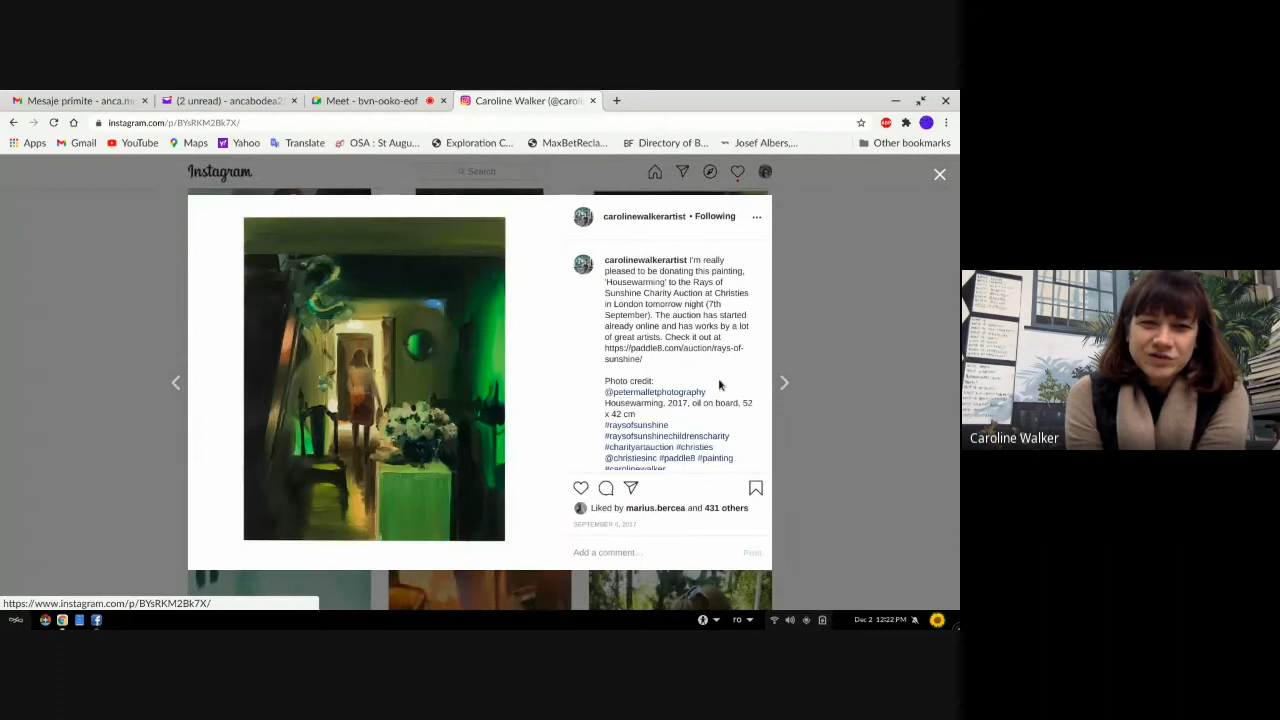 Mesaje primite - anca.m
(2 unread) - ancabodea2
Meet - bvn-ooko-eof
Caroline Walker (@caroli
instagram.com/p/BYsRKM2Bk7X/
ABP
Apps
Gmail
YouTube
Maps
Yahoo
Translate
OSA : St Augu...
Exploration C...
MaxBetRecla...
BF Directory of B...
Josef Albers,...
Other bookmarks
Instagram
Search
carolinewalkerartist • Following
carolinewalkerartist I'm really
pleased to be donating this painting,
'Housewarming' to the Rays of
Sunshine Charity Auction at Christies
in London tomorrow night (7th
September). The auction has started
already online and has works by a lot
of great artists. Check it out at
https://paddle8.com/auction/rays-of-
sunshine/
Photo credit:
@petermalletphotography
Housewarming, 2017, oil on board, 52
x 42 cm
#raysofsunshine
#raysofsunshinechildrenscharity
#charityartauction #christies
@christiesinc #paddle8 #painting
#carolinewalker
Liked by marius.bercea and 431 others
SEPTEMBER 6, 2017
Add a comment...
Post
https://www.instagram.com/p/BYsRKM2Bk7X/
ro
Dec 2 12:22 PM
Caroline Walker